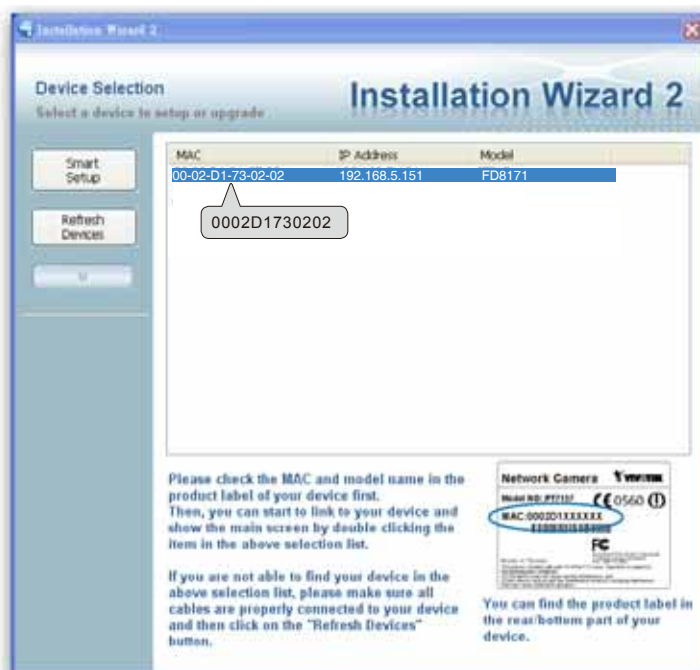 Installation Wizard 2
Device Selection
Select a device to setup or upgrade
Installation Wizard 2
Smart
Setup
Refresh
Devices
MAC IP Address Model
00-02-D1-73-02-02 192.168.5.151 FD8171
0002D1730202
Please check the MAC and model name in the
product label of your device first.
Then, you can start to link to your device and
show the main screen by double clicking the
item in the above selection list.
If you are not able to find your device in the
above selection list, please make sure all
cables are properly connected to your device
and then click on the "Refresh Devices"
button.
Network Camera
CE 0560
MAC:0002D1XXXXXX
FC
You can find the product label in
the rear/bottom part of your
device.